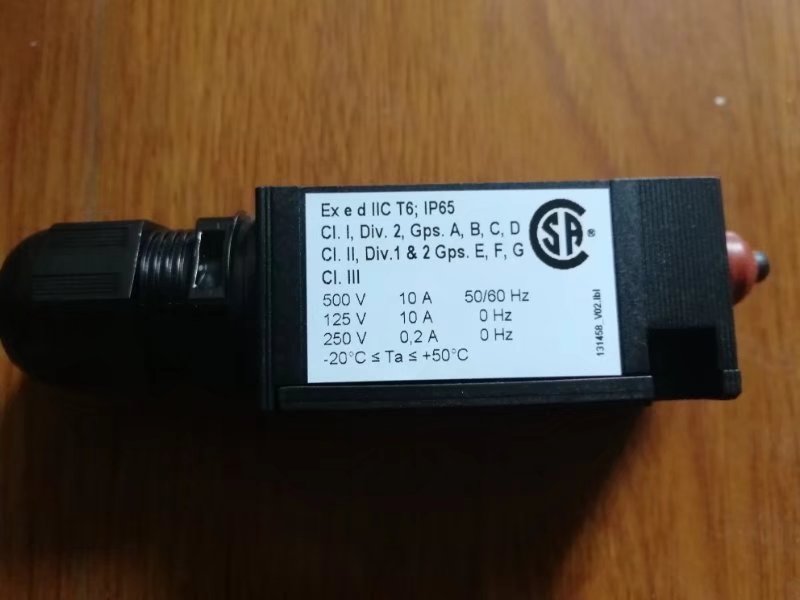 Ex e d IIC T6; IP65
Cl. I, Div. 2, Gps. A, B, C, D
Cl. II, Div.1 & 2 Gps. E, F, G
Cl. III
500 V 10 A 50/60 Hz
125 V 10 A 0 Hz
250 V 0,2 A 0 Hz
-20°C ≤ Ta ≤ +50°C
CSA ®
131458_V02.lbl